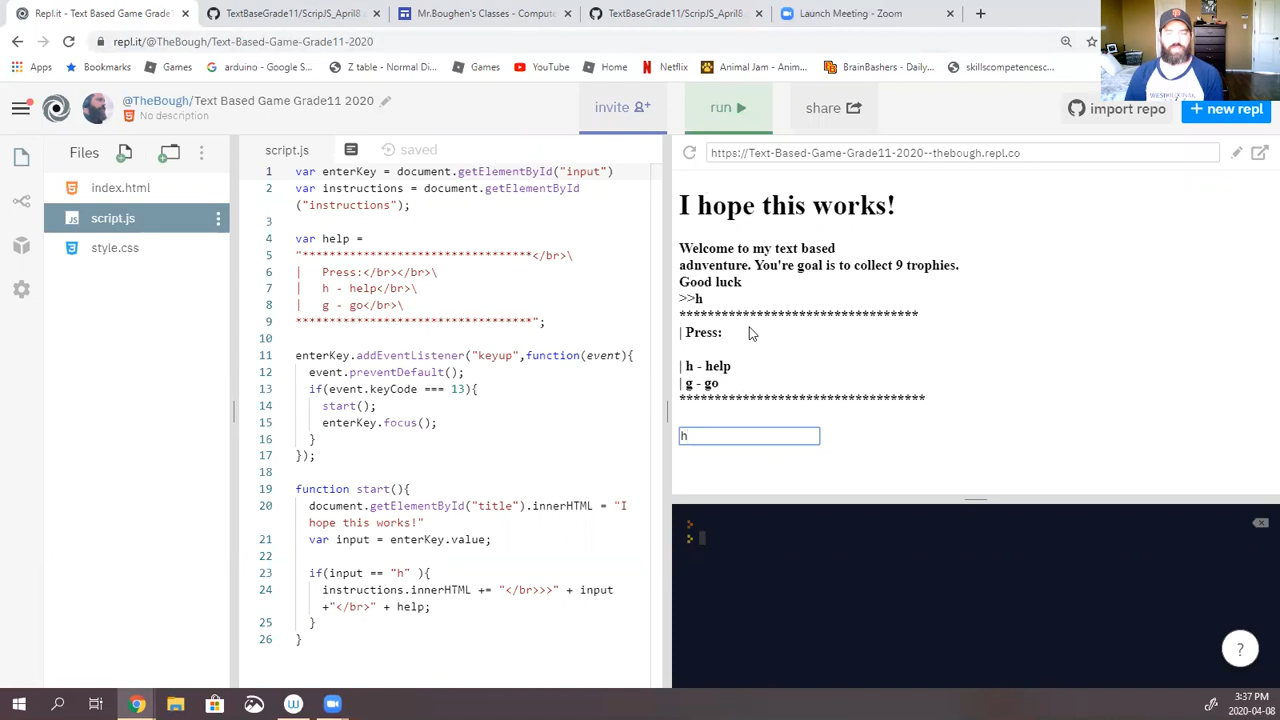 Repl.it - Text Based Game Grade1
TextBaseGrade11/ScripJS_April8
Mr.Boughen's Classes - Compute
TextBaseGrade11/ScripJS_April8
Launch Meeting - Zoom
repl.it/@TheBough/Text-Based-Game-Grade11-2020
Apps
Bookmarks
Games
arduino - Google S...
Z table - Normal Di...
Games
YouTube
Home
Netflix
Animal Jam - Anim...
BrainBashers - Daily...
skillscompetencesc...
@TheBough/Text Based Game Grade11 2020
No description
invite
run
share
import repo
+ new repl
Files
index.html
script.js
style.css
script.js
saved
1 var enterKey = document.getElementById("input")
2 var instructions = document.getElementById
("instructions");
3
4 var help =
5 "*********************************</br>\
6 |   Press:</br></br>\
7 |   h - help</br>\
8 |   g - go</br>\
9 *********************************";
10
11 enterKey.addEventListener("keyup",function(event){
12 event.preventDefault();
13 if(event.keyCode === 13){
14 start();
15 enterKey.focus();
16 }
17 });
18
19 function start(){
20 document.getElementById("title").innerHTML = "I
hope this works!"
21 var input = enterKey.value;
22
23 if(input == "h" ){
24 instructions.innerHTML += "</br>>>" + input
+"</br>" + help;
25 }
26 }
https://Text-Based-Game-Grade11-2020--thebough.repl.co
I hope this works!
Welcome to my text based
adnventure. You're goal is to collect 9 trophies.
Good luck
>>h
*********************************
| Press:
| h - help
| g - go
*********************************
h
?
3:37 PM
2020-04-08